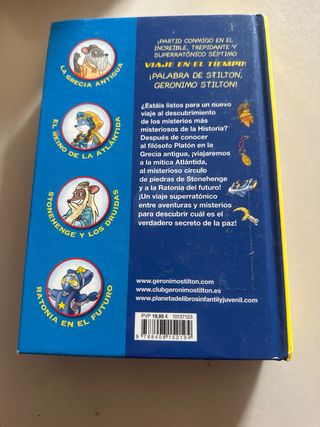 ¡PARTID CONMIGO EN EL
INCREÍBLE, TREPIDANTE Y
SUPERRATÓNICO SÉPTIMO
VIAJE EN EL TIEMPO!
¡PALABRA DE STILTON,
GERONIMO STILTON!
¿Estáis listos para un nuevo
viaje al descubrimiento
de los misterios más
misteriosos de la Historia?
Después de conocer
al filósofo Platón en la
Grecia antigua, ¡viajaremos
a la mítica Atlántida,
al misterioso círculo
de piedras de Stonehenge
y a la Ratonia del futuro!
¡Un viaje superratónico
entre aventuras y misterios
para descubrir cuál es el
verdadero secreto de la paz!
LA GRECIA ANTIGUA
EL REINO DE LA ATLÁNTIDA
STONEHENGE Y LOS DRUIDAS
RATONIA EN EL FUTURO
www.geronimostilton.com
www.clubgeronimostilton.es
www.planetadelibrosinfantilyjuvenil.com
PVP 19,95 € 10137123
9 788408 152194